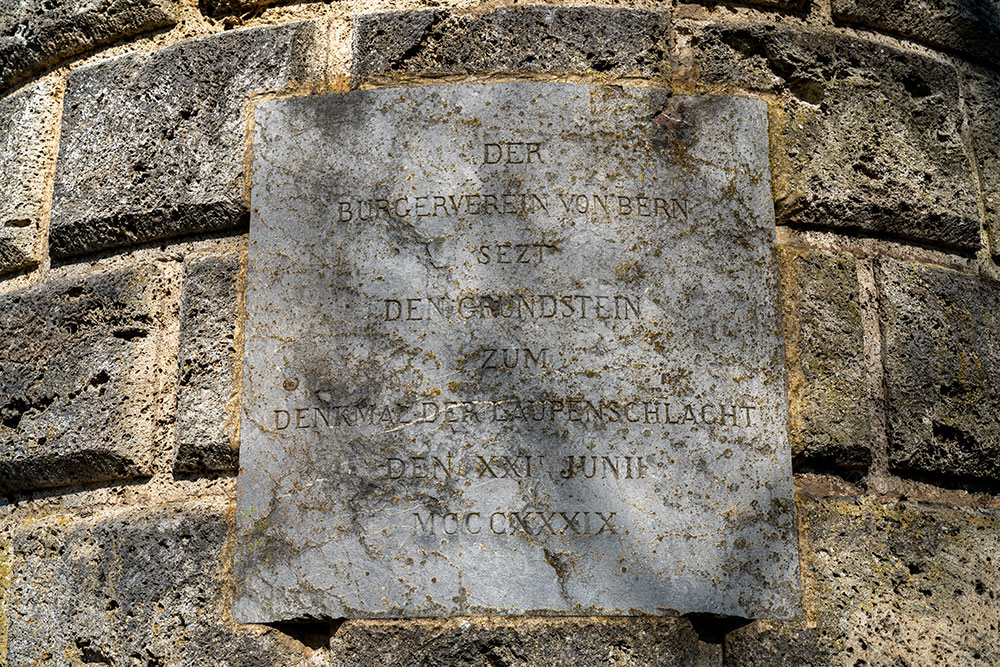 DER
BURGERVEREIN VON BERN
SEZT
DEN GRUNDSTEIN
ZUM
DENKMAL DER LAUPENSCHLACHT
DEN XXI JUNII
MCCCXXXIX